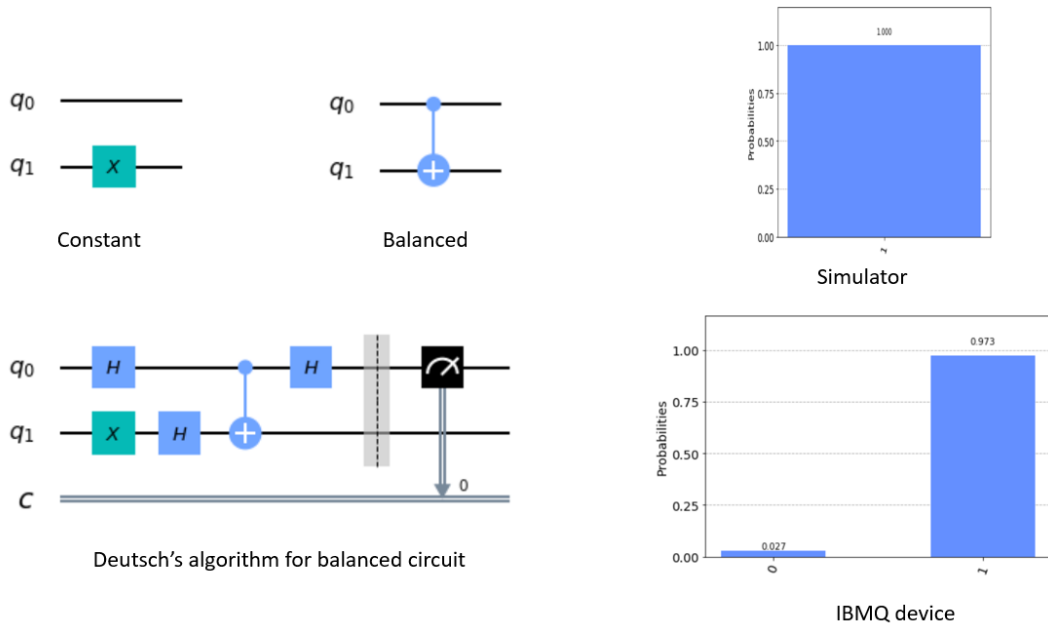 q0
X
q1
Constant
q0
q1
Balanced
1.000
1.00
0.75
0.50
0.25
0.00
Probabilities
1
Simulator
q0 H H
q1 X H
C 0
Deutsch's algorithm for balanced circuit
0.973
1.00
0.75
0.50
0.25
0.00
0.027
Probabilities
0 1
IBMQ device